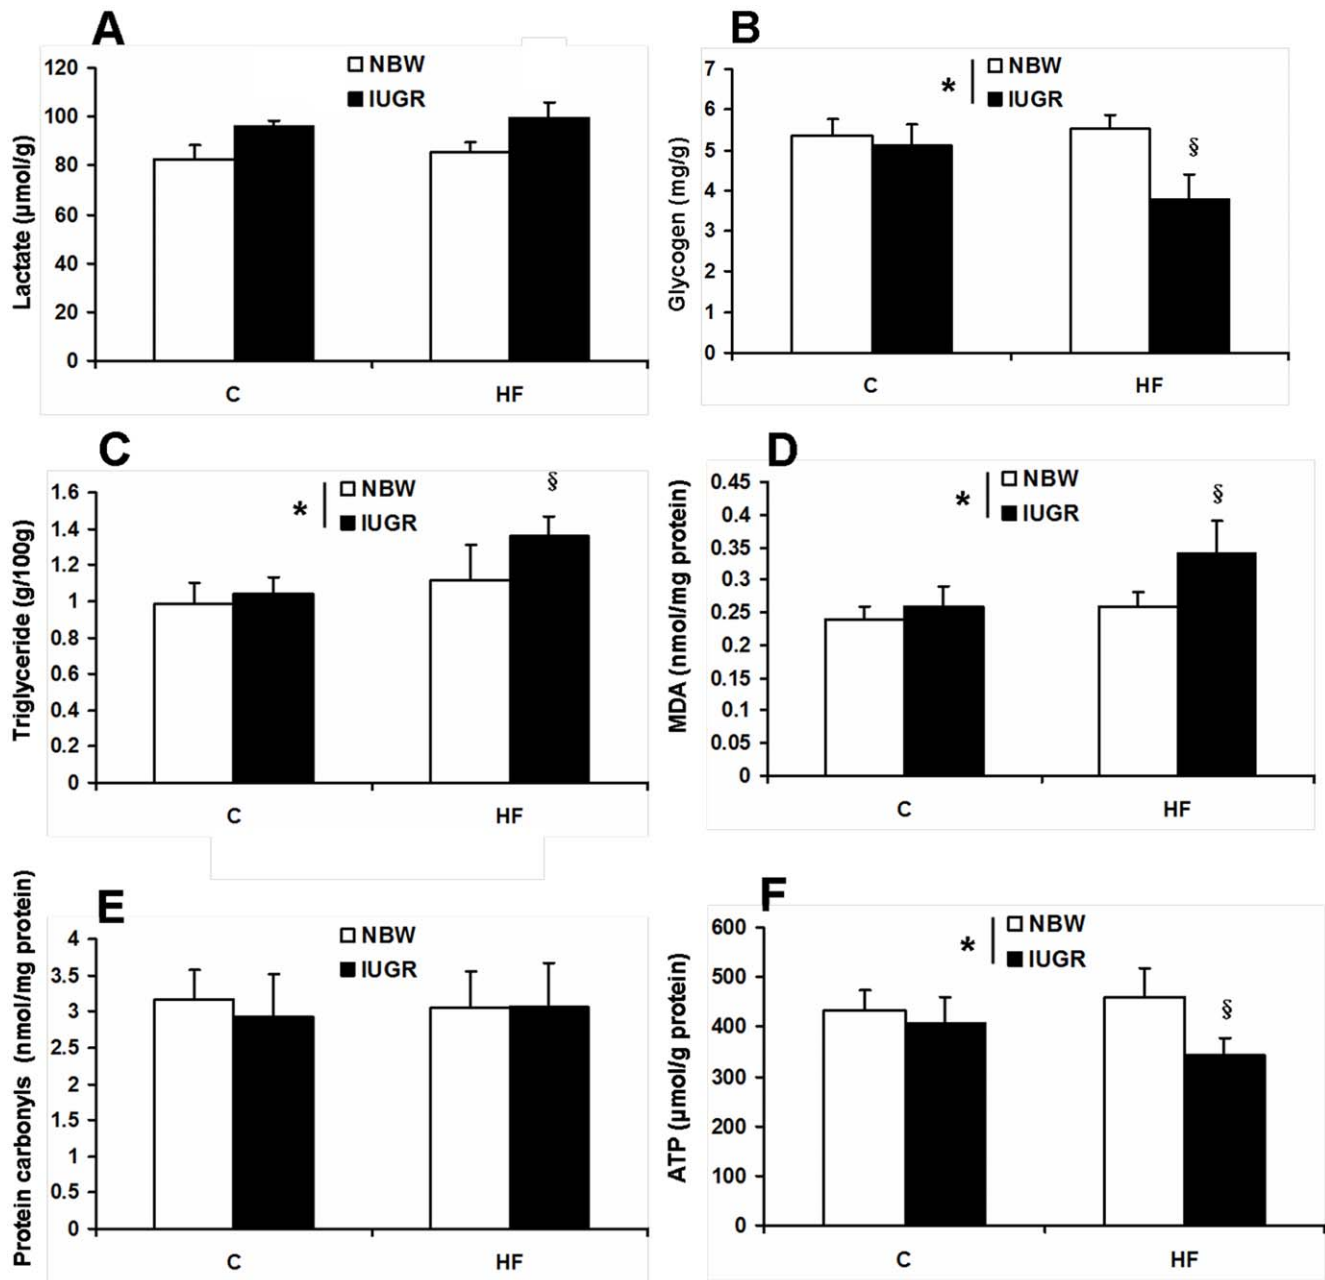 A
NBW
IUGR
Lactate (µmol/g)
120
100
80
60
40
20
0
C
HF
B
* NBW
IUGR
Glycogen (mg/g)
7
6
5
4
3
2
1
0
§
C
HF
C
* NBW
IUGR
Triglyceride (g/100g)
1.6
1.4
1.2
1
0.8
0.6
0.4
0.2
0
§
C
HF
D
* NBW
IUGR
MDA (nmol/mg protein)
0.45
0.4
0.35
0.3
0.25
0.2
0.15
0.1
0.05
0
§
C
HF
E
NBW
IUGR
Protein carbonyls (nmol/mg protein)
4
3.5
3
2.5
2
1.5
1
0.5
0
C
HF
F
* NBW
IUGR
ATP (µmol/g protein)
600
500
400
300
200
100
0
§
C
HF